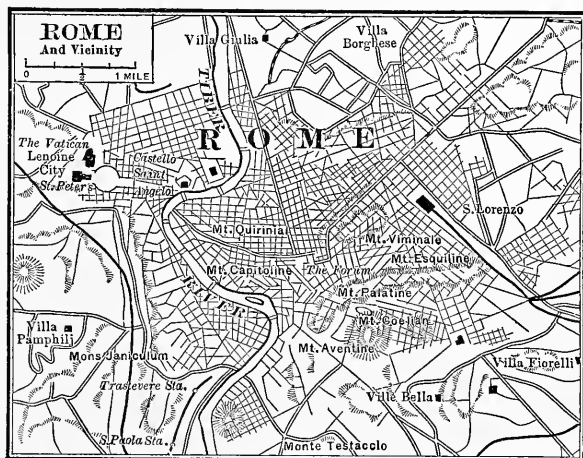 ROME
And Vicinity
0 ½ 1 MILE
Villa Giulia
Villa
Borghese
TIBER
ROME
The Vatican
Lenoine
City
St. Peters
Castello
Saint
Angelo
S. Lorenzo
Mt. Quirinial
Mt. Viminale
Mt. Esquiline
Mt. Capitoline
The Forum
Mt. Palatine
RIVER
Mt. Coelian
Villa
Pamphilj
Mons Janiculum
Mt. Aventine
Villa Fiorelli
Trastevere Sta.
Ville Bella
S. Paola Sta.
Monte Testaccio